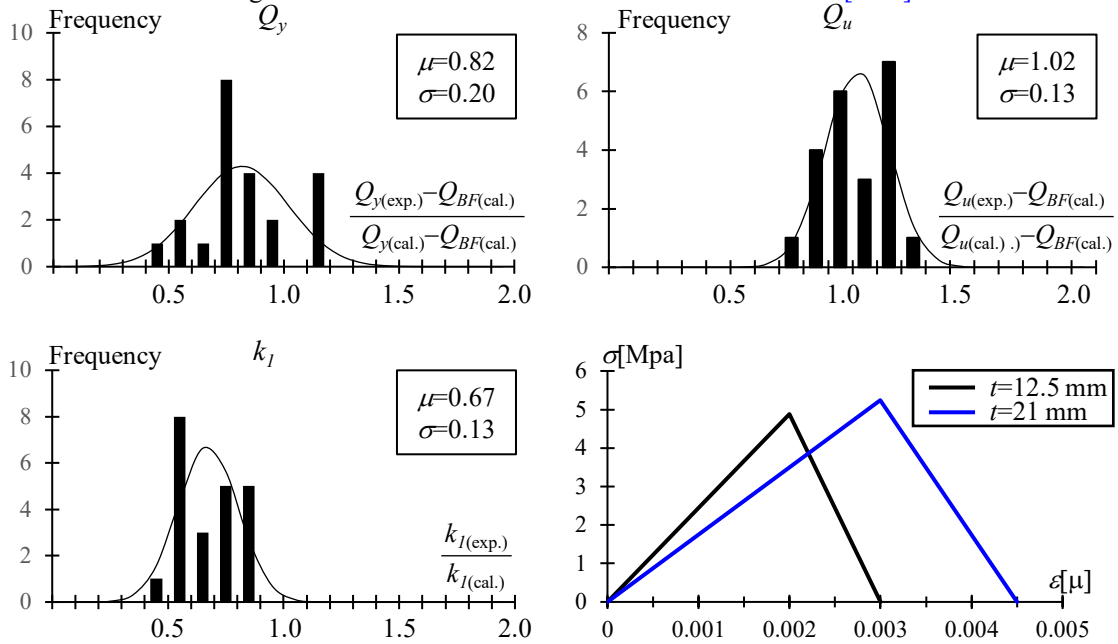 Frequency
Q_y
10
8
6
4
2
0
μ=0.82
σ=0.20
Q_y(exp.)−Q_BF(cal.)
Q_y(cal.)−Q_BF(cal.)
0.5 1.0 1.5 2.0
Frequency
Q_u
8
6
4
2
0
μ=1.02
σ=0.13
Q_u(exp.)−Q_BF(cal.)
Q_u(cal.) .)−Q_BF(cal.)
0.5 1.0 1.5 2.0
Frequency
k_1
10
8
6
4
2
0
μ=0.67
σ=0.13
k_1(exp.)
k_1(cal.)
0.0 0.5 1.0 1.5 2.0
σ[Mpa]
6
5
4
3
2
1
0
t=12.5 mm
t=21 mm
ε[μ]
0 0.001 0.002 0.003 0.004 0.005